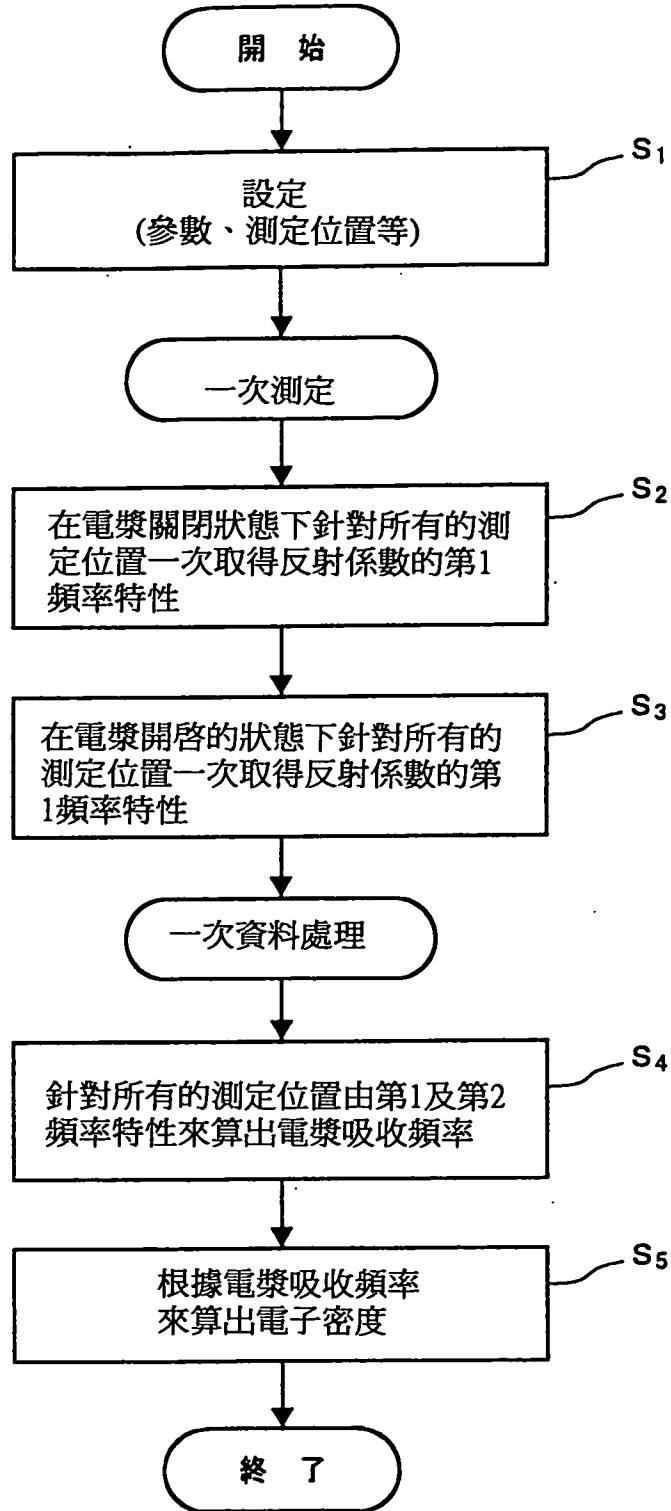 開 始
S1
設定
(參數、測定位置等)
一次測定
S2
在電漿關閉狀態下針對所有的測
定位置一次取得反射係數的第1
頻率特性
S3
在電漿開啓的狀態下針對所有的
測定位置一次取得反射係數的第
1頻率特性
一次資料處理
S4
針對所有的測定位置由第1及第2
頻率特性來算出電漿吸收頻率
S5
根據電漿吸收頻率
來算出電子密度
終 了